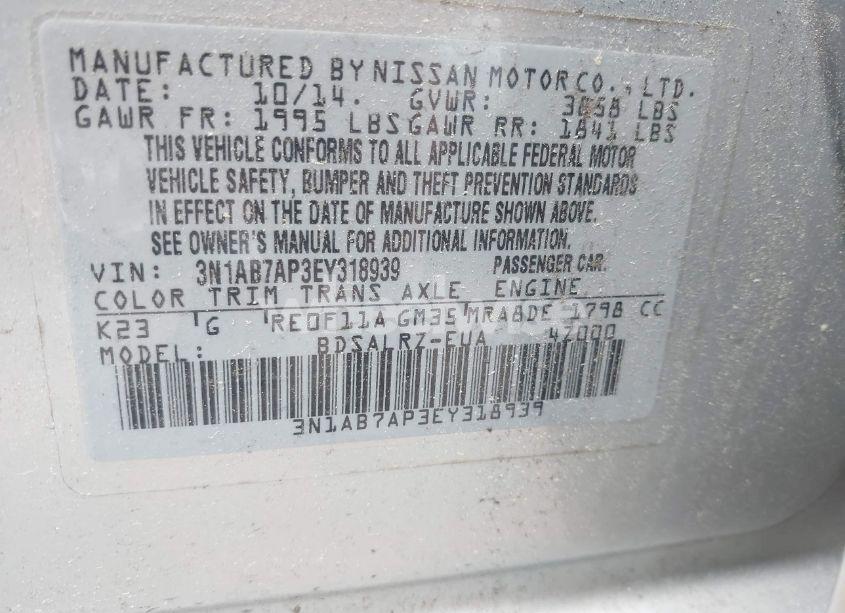 MANUFACTURED BY NISSAN MOTOR CO., LTD.
DATE: 10/14. GVWR: LBS
GAWR FR: 1995 LBS GAWR RR: 1841 LBS
THIS VEHICLE CONFORMS TO ALL APPLICABLE FEDERAL MOTOR
VEHICLE SAFETY, BUMPER AND THEFT PREVENTION STANDARDS
IN EFFECT ON THE DATE OF MANUFACTURE SHOWN ABOVE.
SEE OWNER'S MANUAL FOR ADDITIONAL INFORMATION.
VIN: 3N1AB7AP3EY318939 PASSENGER CAR.
COLOR TRIM TRANS AXLE ENGINE
K23 G RE0F11A GM35 MRA8DE 1798 CC
MODEL: BDSALRZ-EUA 47000
3N1AB7AP3EY318939